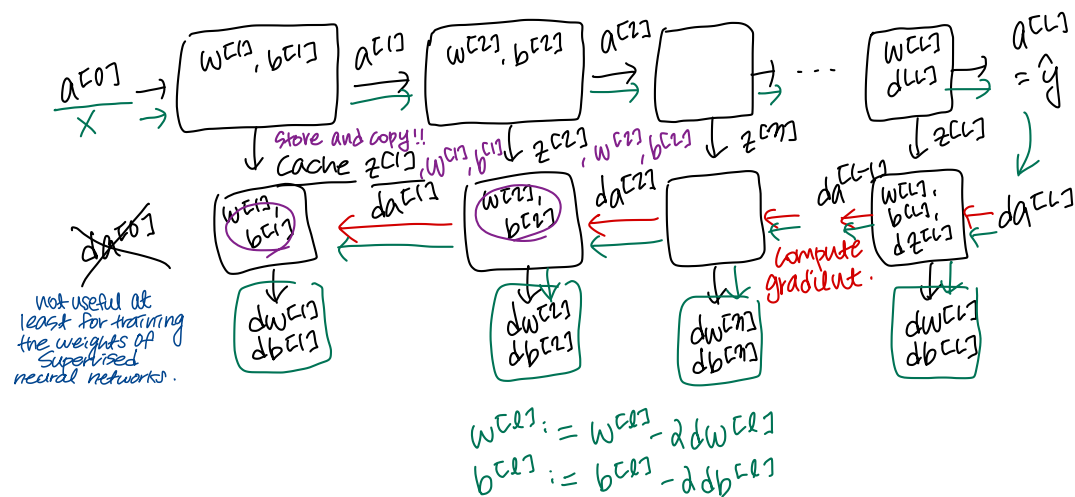 a[0]
X
w[1], b[1]
a[1]
w[2], b[2]
a[2]
...
w[L]
d[L]
a[L]
= ŷ
store and copy!!
cache z[1], w[1], b[1]
z[2], w[2], b[2]
z[3]
z[L]
da[0]
w[1],
b[1]
da[1]
w[2],
b[2]
da[2]
da[L-1]
w[L],
b[L],
dz[L]
da[L]
compute
gradient.
not useful at
least for training
the weights of
supervised
neural networks.
dw[1]
db[1]
dw[2]
db[2]
dw[3]
db[3]
dw[L]
db[L]
w[l] := w[l] - αdw[l]
b[l] := b[l] - αdb[l]